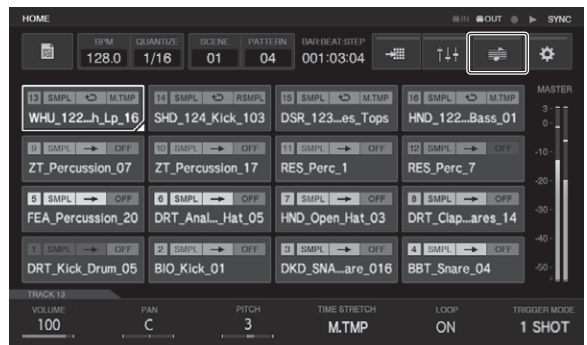 HOME IN OUT SYNC
BPM QUANTIZE SCENE PATTERN BAR:BEAT:STEP
128.0 1/16 01 04 001:03:04
13 SMPL M.TMP 14 SMPL RSMPL 15 SMPL M.TMP 16 SMPL M.TMP MASTER
WHU_122...h_Lp_16 SHD_124_Kick_103 DSR_123...es_Tops HND_122...Bass_01
3-
0-
9 SMPL OFF 10 SMPL OFF 11 SMPL OFF 12 SMPL OFF -10-
ZT_Percussion_07 ZT_Percussion_17 RES_Perc_1 RES_Perc_7
-20-
5 SMPL OFF 6 SMPL OFF 7 SMPL OFF 8 SMPL OFF
FEA_Percussion_20 DRT_Anal..._Hat_05 HND_Open_Hat_03 DRT_Clap...ares_14 -30-
-40-
1 SMPL OFF 2 SMPL OFF 3 SMPL OFF 4 SMPL OFF
DRT_Kick_Drum_05 BIO_Kick_01 DKD_SNA...are_016 BBT_Snare_04 -50-
TRACK 13
VOLUME PAN PITCH TIME STRETCH LOOP TRIGGER MODE
100 C 3 M.TMP ON 1 SHOT